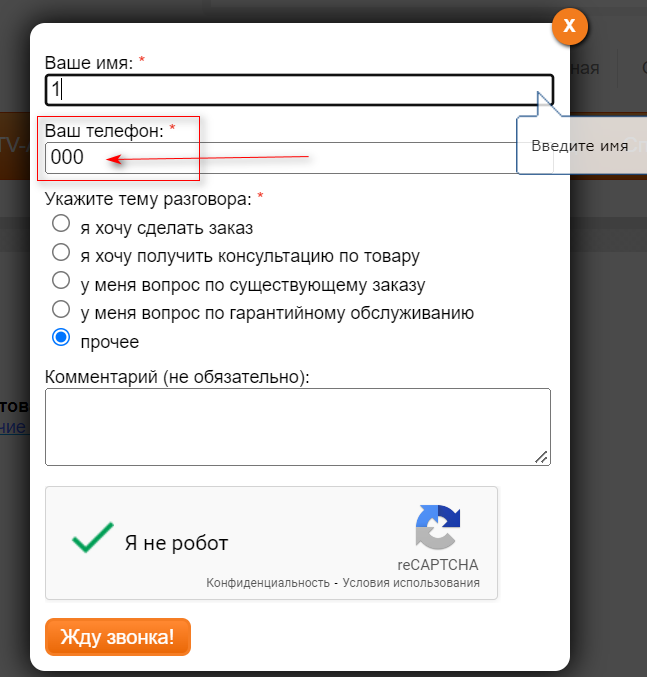 X
Ваше имя: *
1
ная
Ваш телефон: *
TV-
000
Введите имя
Укажите тему разговора: *
я хочу сделать заказ
я хочу получить консультацию по товару
у меня вопрос по существующему заказу
у меня вопрос по гарантийному обслуживанию
прочее
Комментарий (не обязательно):
тов
ние
Я не робот
reCAPTCHA
Конфиденциальность - Условия использования
Жду звонка!